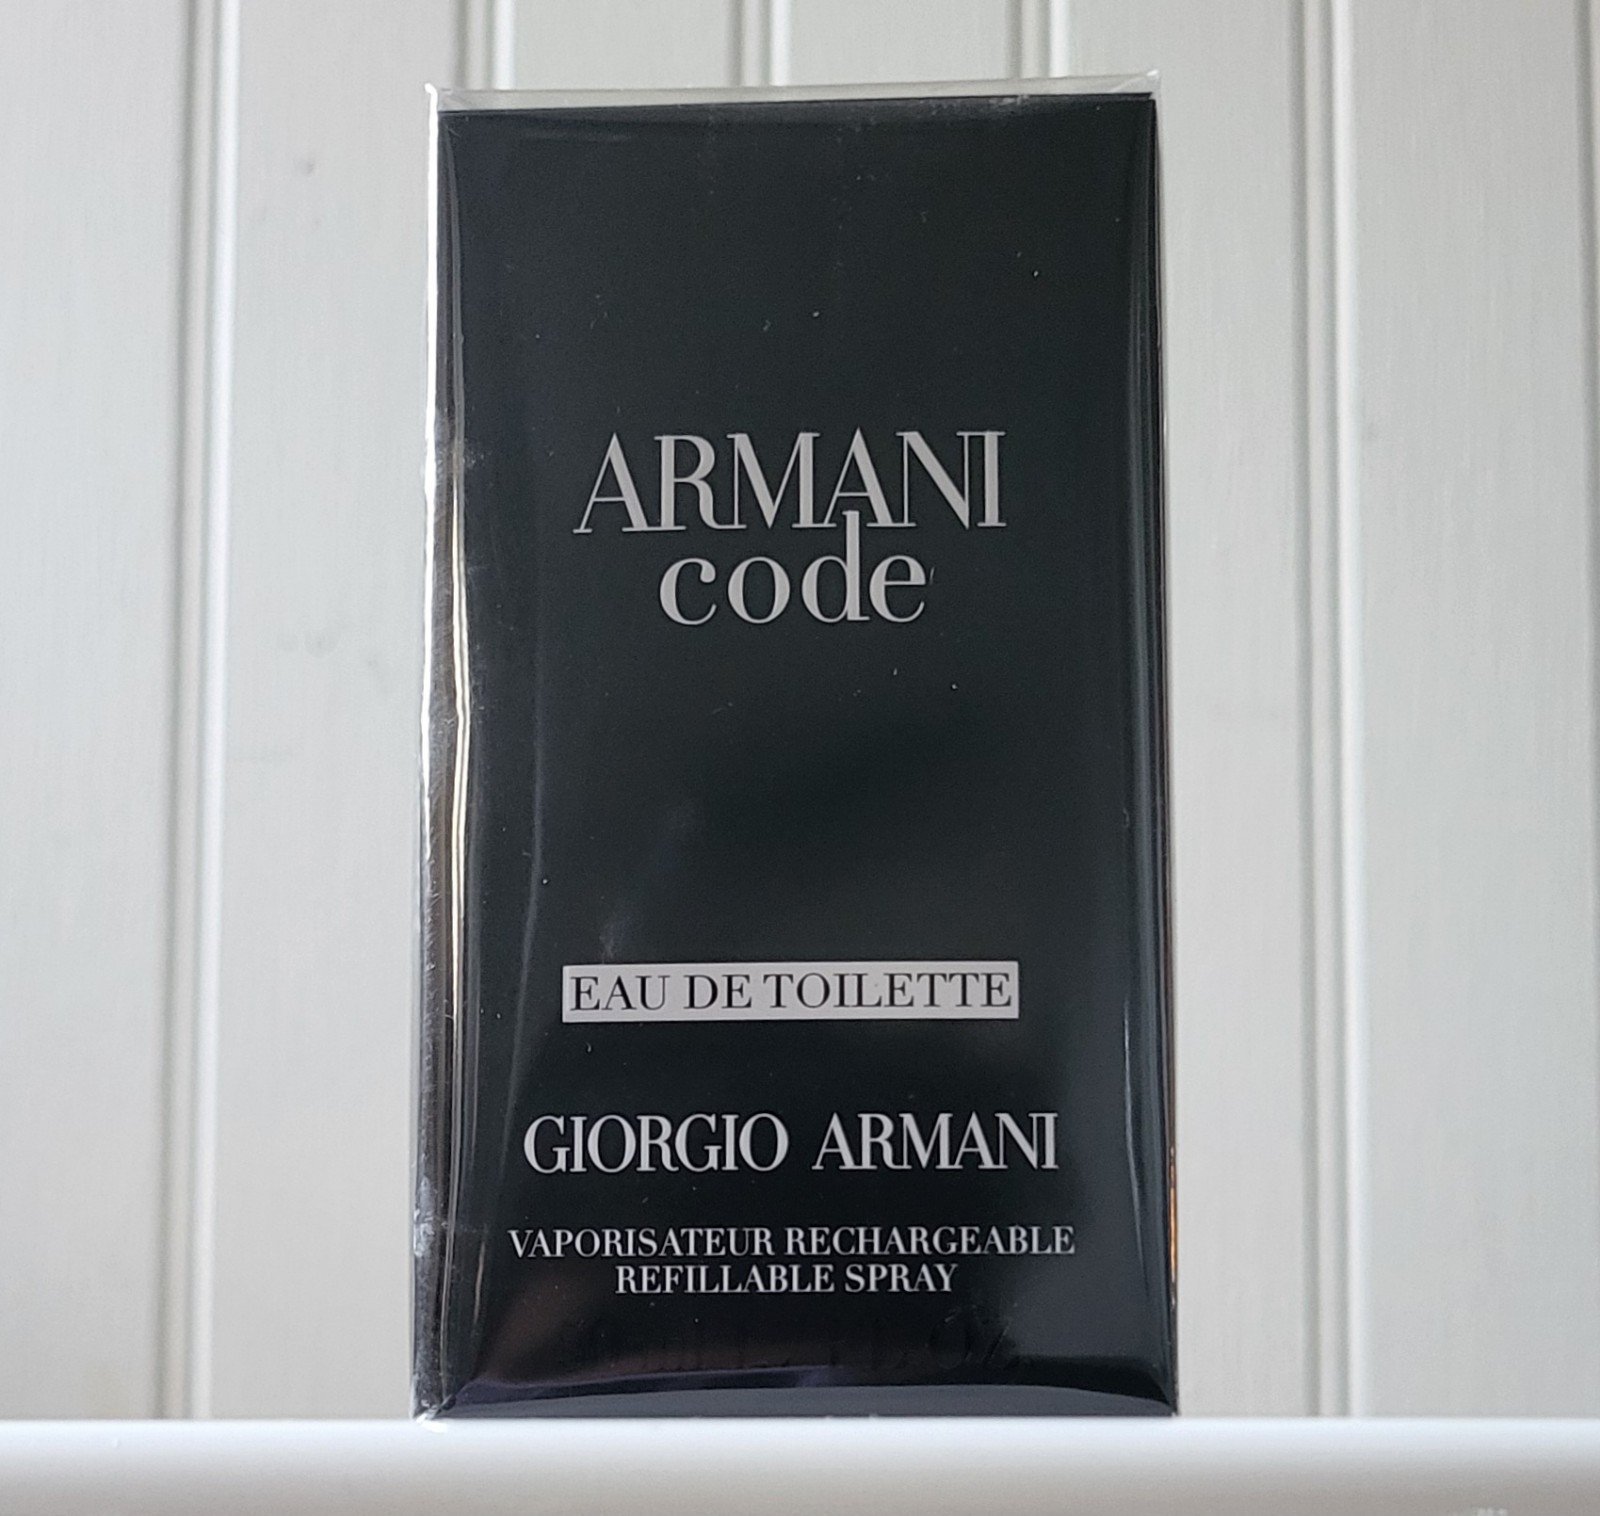 ARMANI
code
EAU DE TOILETTE
GIORGIO ARMANI
VAPORISATEUR RECHARGEABLE
REFILLABLE SPRAY